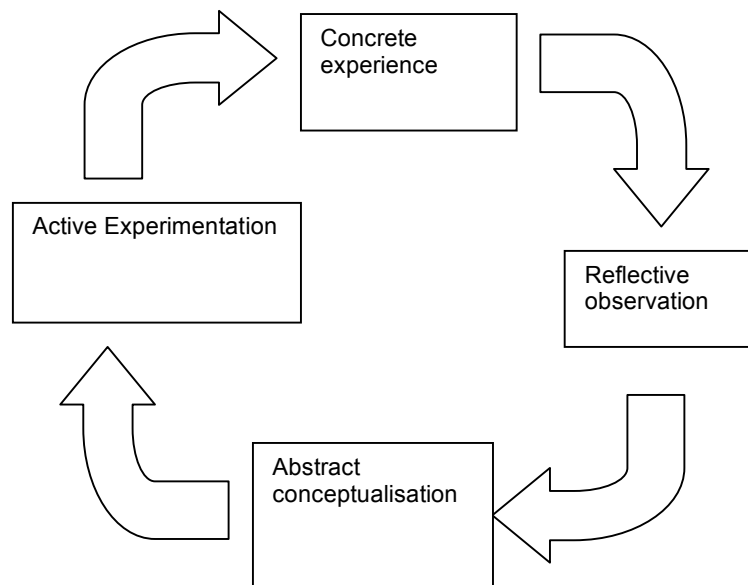 Concrete
experience
Reflective
observation
Abstract
conceptualisation
Active Experimentation